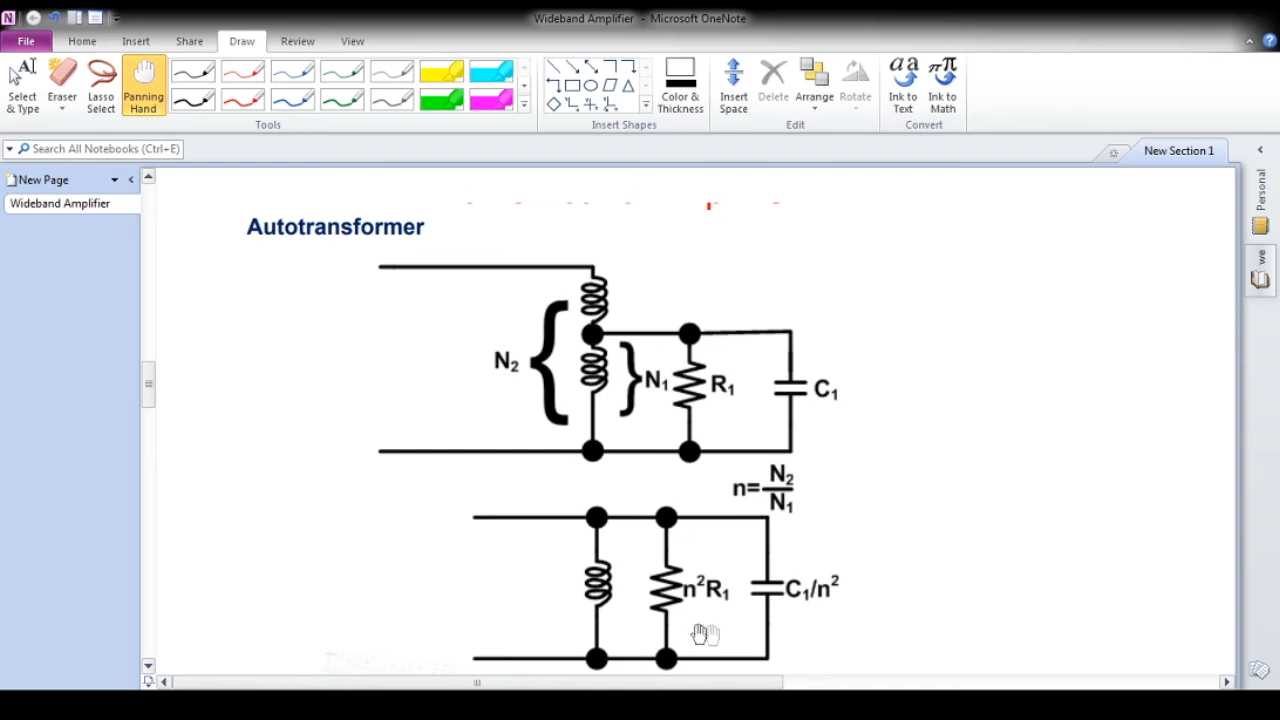 Wideband Amplifier - Microsoft OneNote
File Home Insert Share Draw Review View
Select & Type
Eraser
Lasso Select
Panning Hand
Color & Thickness
Insert Space
Delete
Arrange
Rotate
Ink to Text
Ink to Math
Tools Insert Shapes Edit Convert
Search All Notebooks (Ctrl+E)
New Section 1
New Page
Wideband Amplifier
Personal
we
Autotransformer
N₂
N₁
R₁
C₁
n=N₂/N₁
n²R₁
C₁/n²